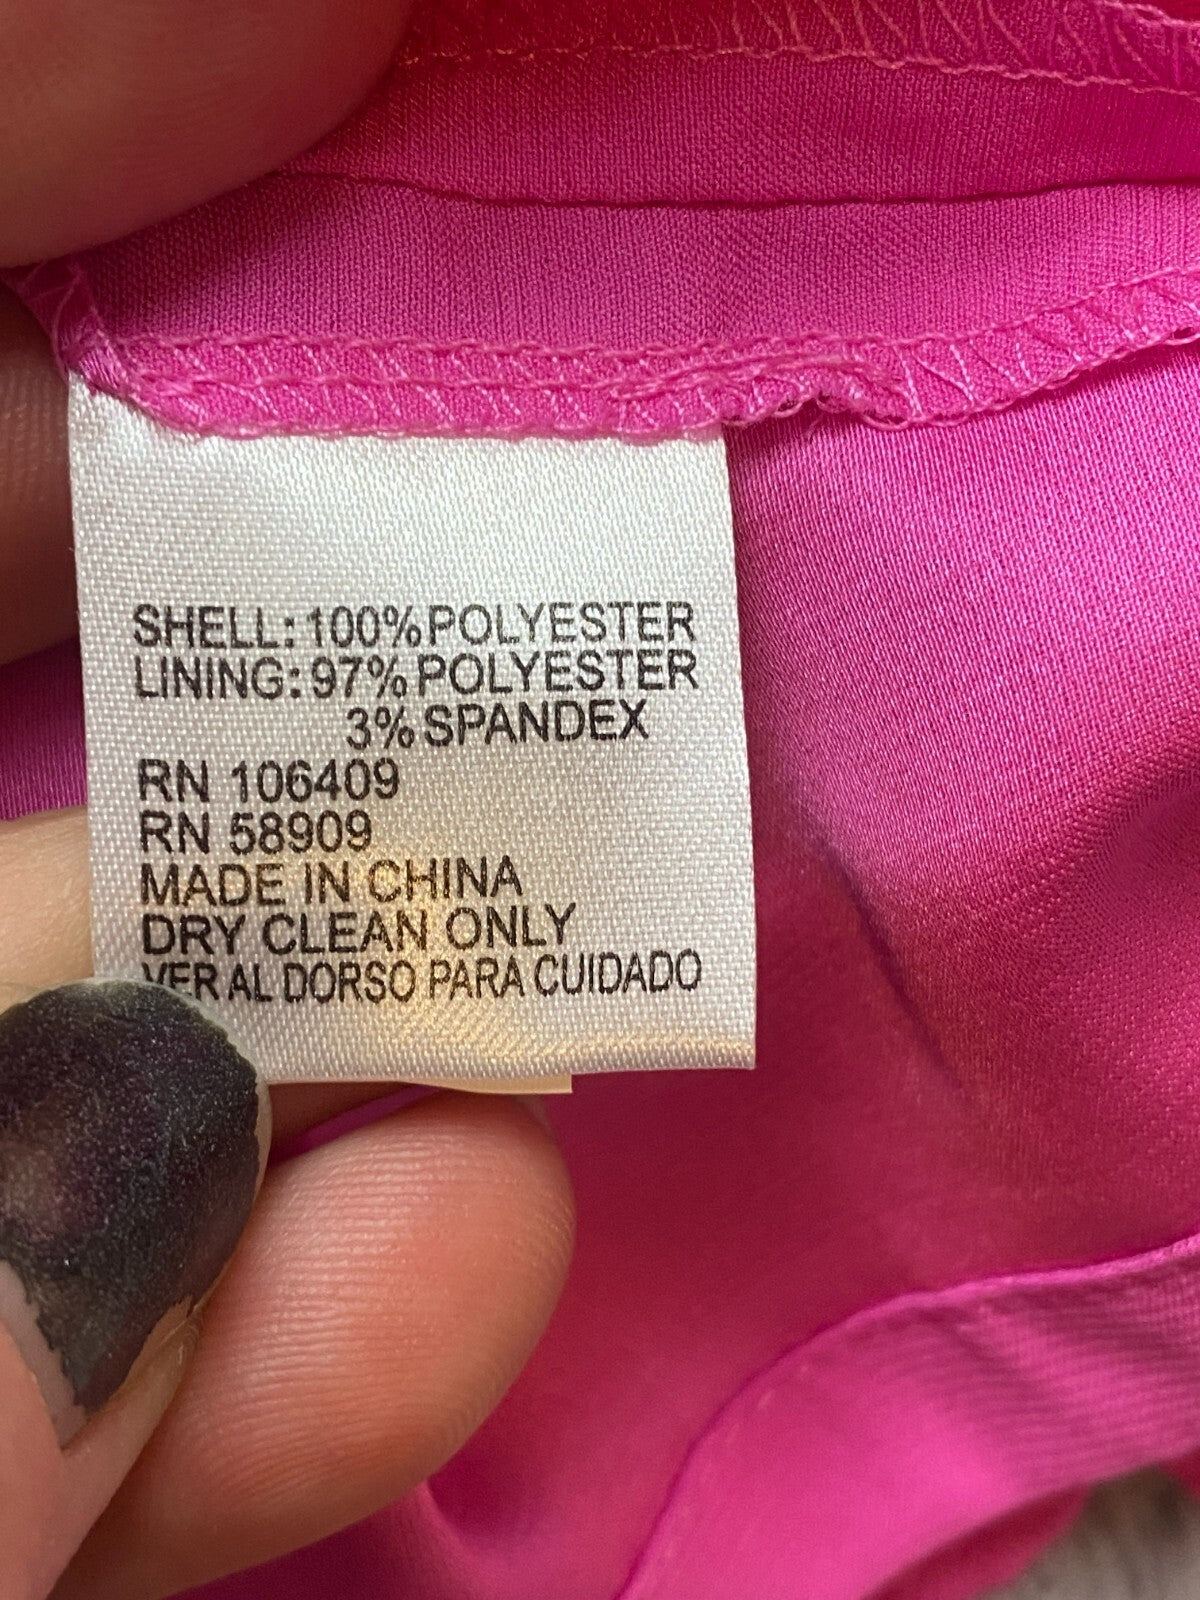 SHELL: 100% POLYESTER
LINING: 97% POLYESTER
3% SPANDEX
RN 106409
RN 58909
MADE IN CHINA
DRY CLEAN ONLY
VER AL DORSO PARA CUIDADO